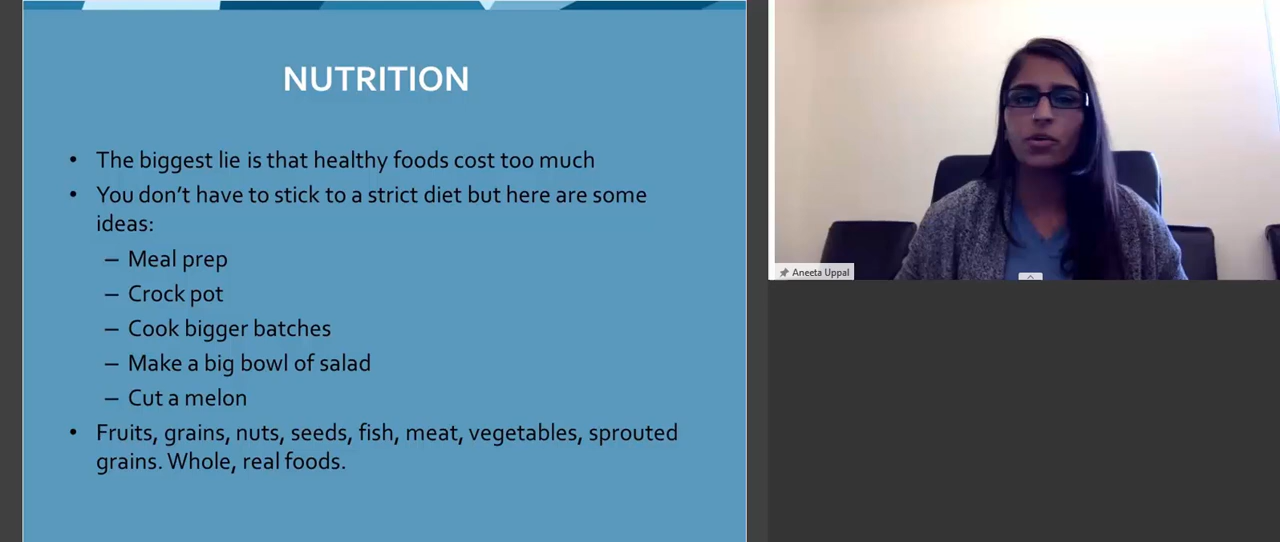 NUTRITION
• The biggest lie is that healthy foods cost too much
• You don’t have to stick to a strict diet but here are some
ideas:
– Meal prep
– Crock pot
– Cook bigger batches
– Make a big bowl of salad
– Cut a melon
• Fruits, grains, nuts, seeds, fish, meat, vegetables, sprouted
grains. Whole, real foods.
Aneeta Uppal